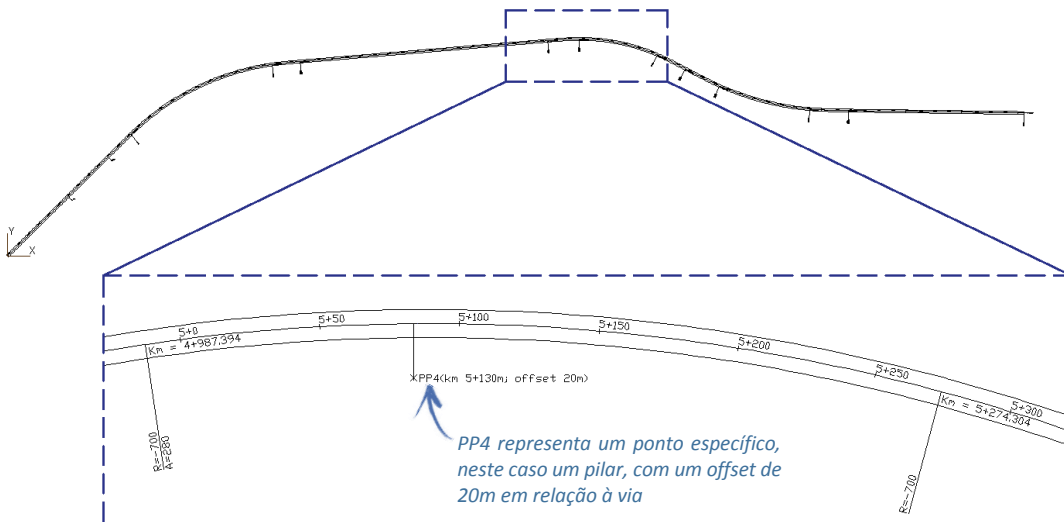 Y
X
5+0
5+50
5+100
5+150
5+200
5+250
5+300
Km = 4+987.394
Km = 5+274.304
PP4(km 5+130m; offset 20m)
R=-700
A=280
R=-700
PP4 representa um ponto específico,
neste caso um pilar, com um offset de
20m em relação à via